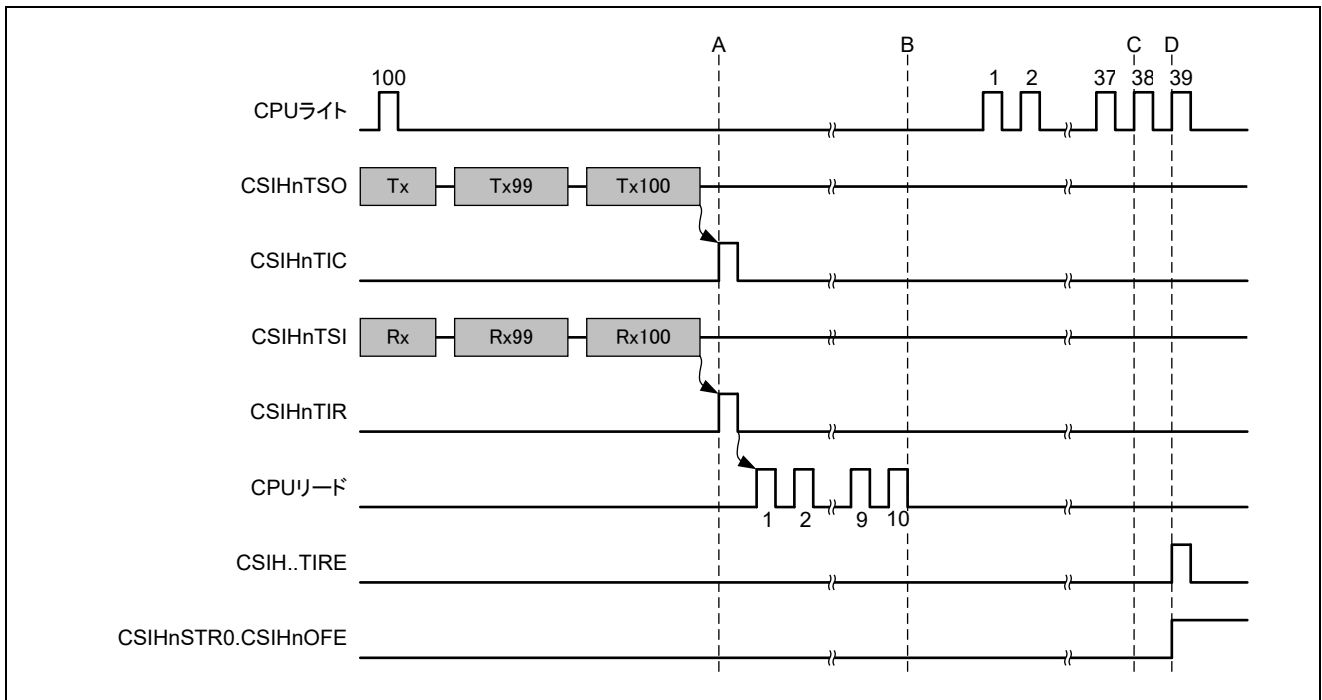 A B C D
100 1 2 37 38 39
CPUライト
CSIHnTSO Tx Tx99 Tx100
CSIHnTIC
CSIHnTSI Rx Rx99 Rx100
CSIHnTIR
CPUリード
1 2 9 10
CSIH..TIRE
CSIHnSTR0.CSIHnOFE